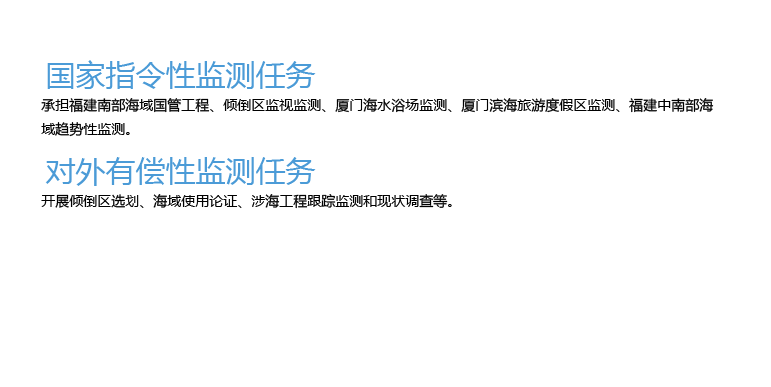 国家指令性监测任务
承担福建南部海域国管工程、倾倒区监视监测、厦门海水浴场监测、厦门滨海旅游度假区监测、福建中南部海
域趋势性监测。
对外有偿性监测任务
开展倾倒区选划、海域使用论证、涉海工程跟踪监测和现状调查等。